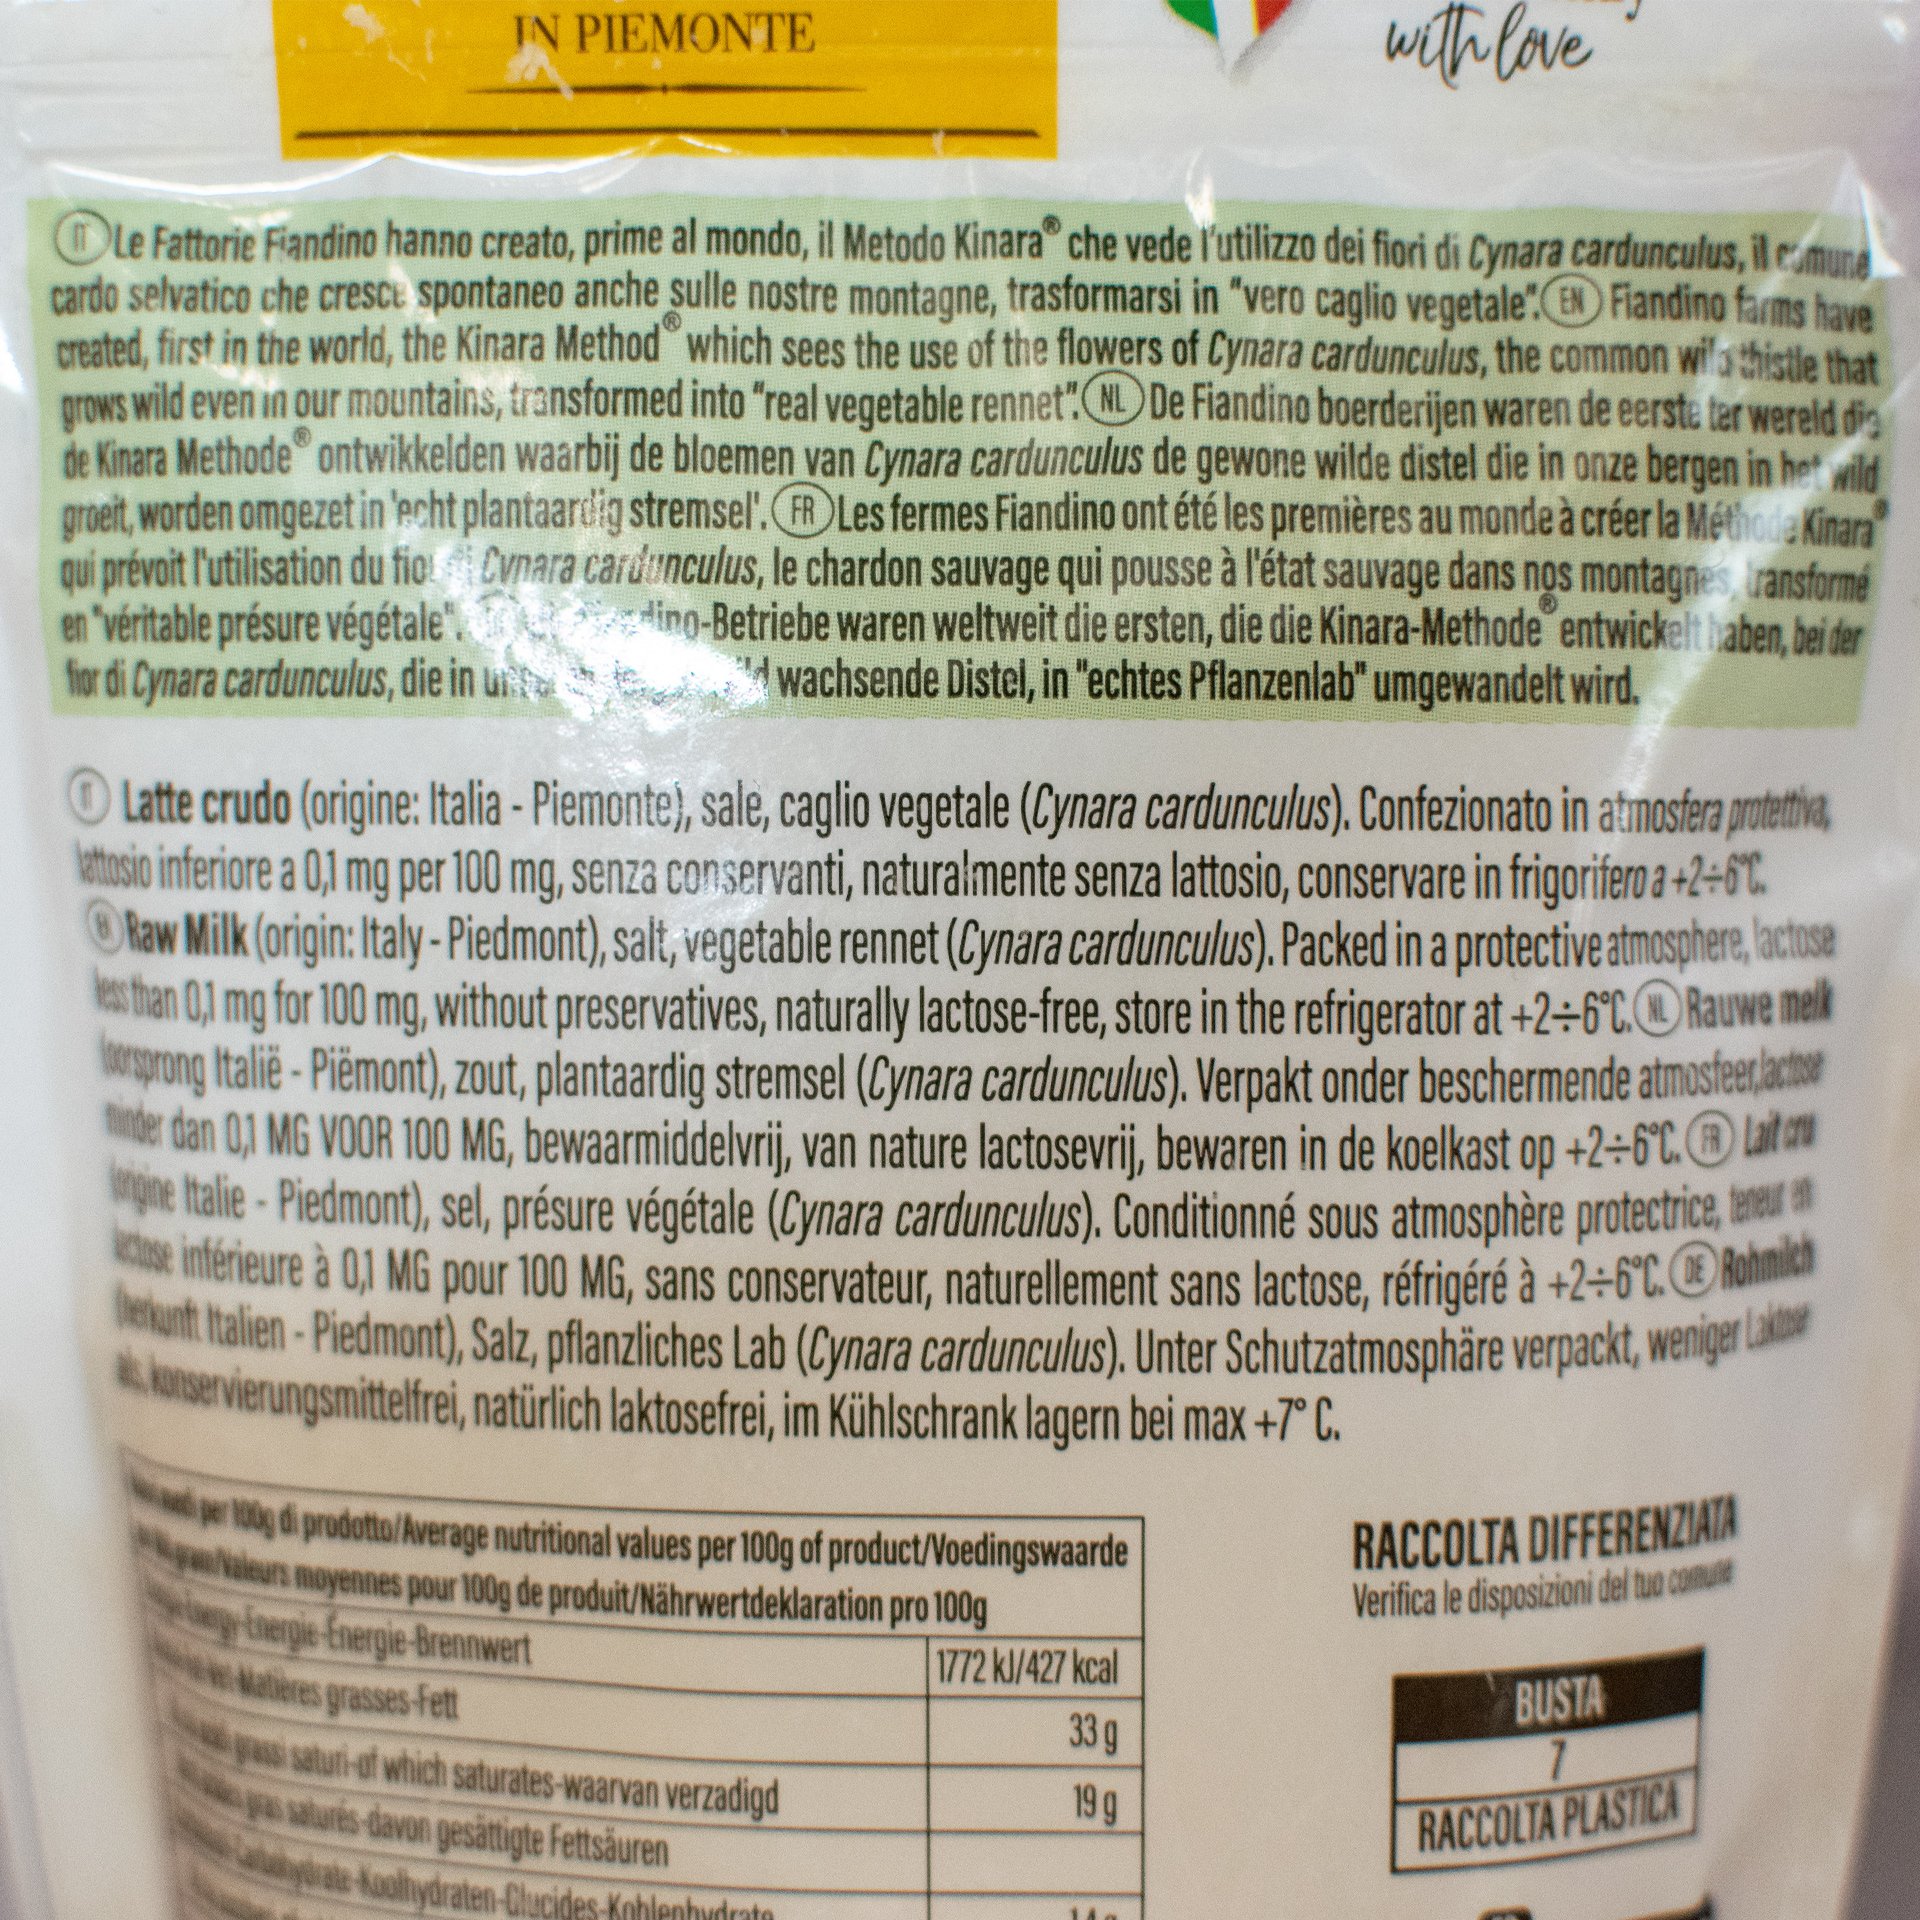 IN PIEMONTE
with love
IT Le Fattorie Fiandino hanno creato, prime al mondo, il Metodo Kinara® che vede l'utilizzo dei fiori di Cynara cardunculus, il comune
cardo selvatico che cresce spontaneo anche sulle nostre montagne, trasformarsi in "vero caglio vegetale". EN Fiandino farms have
created, first in the world, the Kinara Method® which sees the use of the flowers of Cynara cardunculus, the common wild thistle that
grows wild even in our mountains, transformed into "real vegetable rennet". NL De Fiandino boerderijen waren de eerste ter wereld die
de Kinara Methode® ontwikkelden waarbij de bloemen van Cynara cardunculus de gewone wilde distel die in onze bergen in het wild
groeit, worden omgezet in 'echt plantaardig stremsel'. FR Les fermes Fiandino ont été les premières au monde à créer la Méthode Kinara®
qui prévoit l'utilisation du fior di Cynara cardunculus, le chardon sauvage qui pousse à l'état sauvage dans nos montagnes, transformé
en "véritable présure végétale". -Betriebe waren weltweit die ersten, die die Kinara-Methode® entwickelt haben, bei der
fior di Cynara cardunculus, die in wachsende Distel, in "echtes Pflanzenlab" umgewandelt wird.
IT Latte crudo (origine: Italia - Piemonte), sale, caglio vegetale (Cynara cardunculus). Confezionato in atmosfera protettiva,
lattosio inferiore a 0,1 mg per 100 mg, senza conservanti, naturalmente senza lattosio, conservare in frigorifero a +2÷6°C.
Raw Milk (origin: Italy - Piedmont), salt, vegetable rennet (Cynara cardunculus). Packed in a protective atmosphere, lactose
less than 0,1 mg for 100 mg, without preservatives, naturally lactose-free, store in the refrigerator at +2÷6°C. NL Rauwe melk
(oorsprong Italië - Piëmont), zout, plantaardig stremsel (Cynara cardunculus). Verpakt onder beschermende atmosfeer, lactose
minder dan 0,1 MG VOOR 100 MG, bewaarmiddelvrij, van nature lactosevrij, bewaren in de koelkast op +2÷6°C. FR Lait cru
(origine Italie - Piedmont), sel, présure végétale (Cynara cardunculus). Conditionné sous atmosphère protectrice, teneur en
lactose inférieure à 0,1 MG pour 100 MG, sans conservateur, naturellement sans lactose, réfrigéré à +2÷6°C. DE Rohmilch
(herkunft Italien - Piedmont), Salz, pflanzliches Lab (Cynara cardunculus). Unter Schutzatmosphäre verpackt, weniger Laktose
als, konservierungsmittelfrei, natürlich laktosefrei, im Kühlschrank lagern bei max +7° C.
per 100g di prodotto/Average nutritional values per 100g of product/Voedingswaarde
Valeurs moyennes pour 100g de produit/Nährwertdeklaration pro 100g
Energy-Energie-Énergie-Brennwert 1772 kJ/427 kcal
Matières grasses-Fett 33 g
grassi saturi-of which saturates-waarvan verzadigd 19 g
gras saturés-davon gesättigte Fettsäuren
Koolhydraten-Glucides-Kohlenhydrate
RACCOLTA DIFFERENZIATA
Verifica le disposizioni del tuo comune
BUSTA
7
RACCOLTA PLASTICA